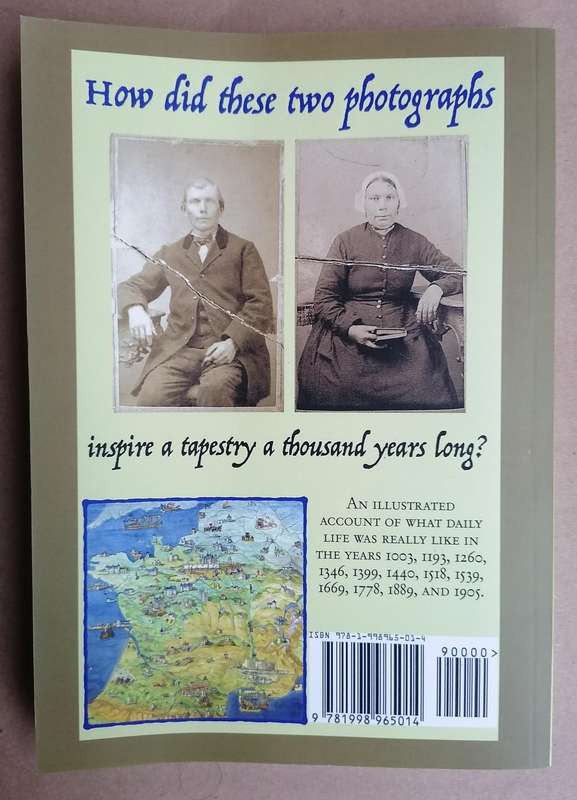 How did these two photographs
inspire a tapestry a thousand years long?
AN ILLUSTRATED
ACCOUNT OF WHAT DAILY
LIFE WAS REALLY LIKE IN
THE YEARS 1003, 1193, 1260,
1346, 1399, 1440, 1518, 1539,
1669, 1778, 1889, AND 1905.
ISBN 978-1-998965-01-4
90000>
9 781998 965014